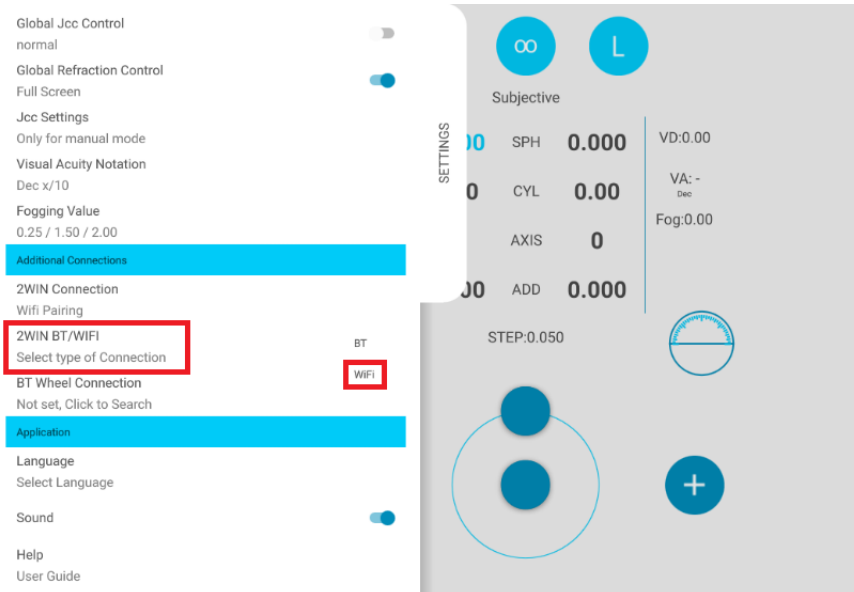 Global Jcc Control
normal
Global Refraction Control
Full Screen
Jcc Settings
Only for manual mode
Visual Acuity Notation
Dec x/10
Fogging Value
0.25 / 1.50 / 2.00
Additional Connections
2WIN Connection
Wifi Pairing
2WIN BT/WIFI
Select type of Connection
BT
WiFi
BT Wheel Connection
Not set, Click to Search
Application
Language
Select Language
Sound
Help
User Guide
SETTINGS
∞ L
Subjective
00 SPH 0.000
0 CYL 0.00
AXIS 0
00 ADD 0.000
VD:0.00
VA: -
Dec
Fog:0.00
STEP:0.050
+